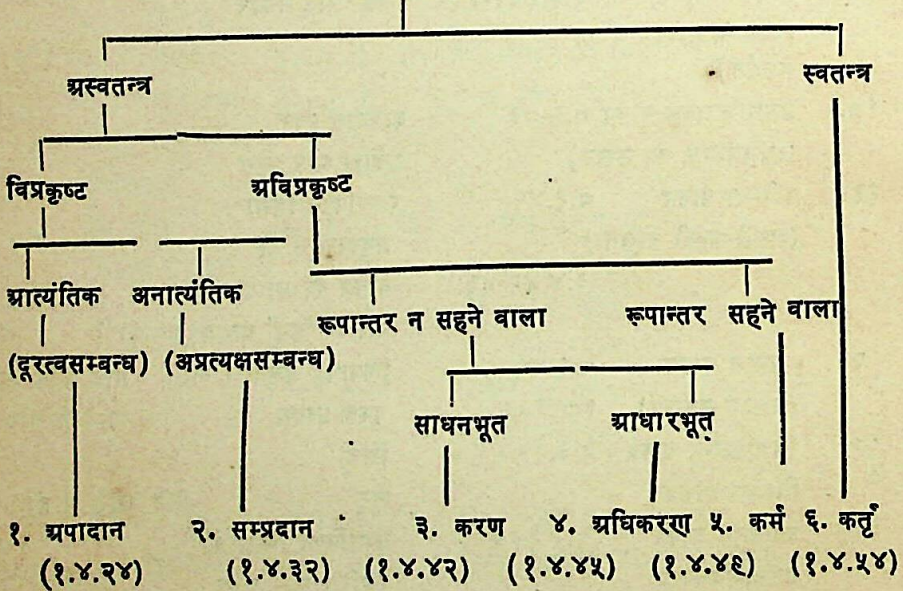 अस्वतन्त्र स्वतन्त्र
विप्रकृष्ट अविप्रकृष्ट
आत्यंतिक अनात्यंतिक
रूपान्तर न सहने वाला रूपान्तर सहने वाला
(दूरत्वसम्बन्ध) (अप्रत्यक्षसम्बन्ध)
साधनभूत आधारभूत
१. अपादान २. सम्प्रदान ३. करण ४. अधिकरण ५. कर्म ६. कर्तृ
(१.४.२४) (१.४.३२) (१.४.४२) (१.४.४५) (१.४.४९) (१.४.५४)